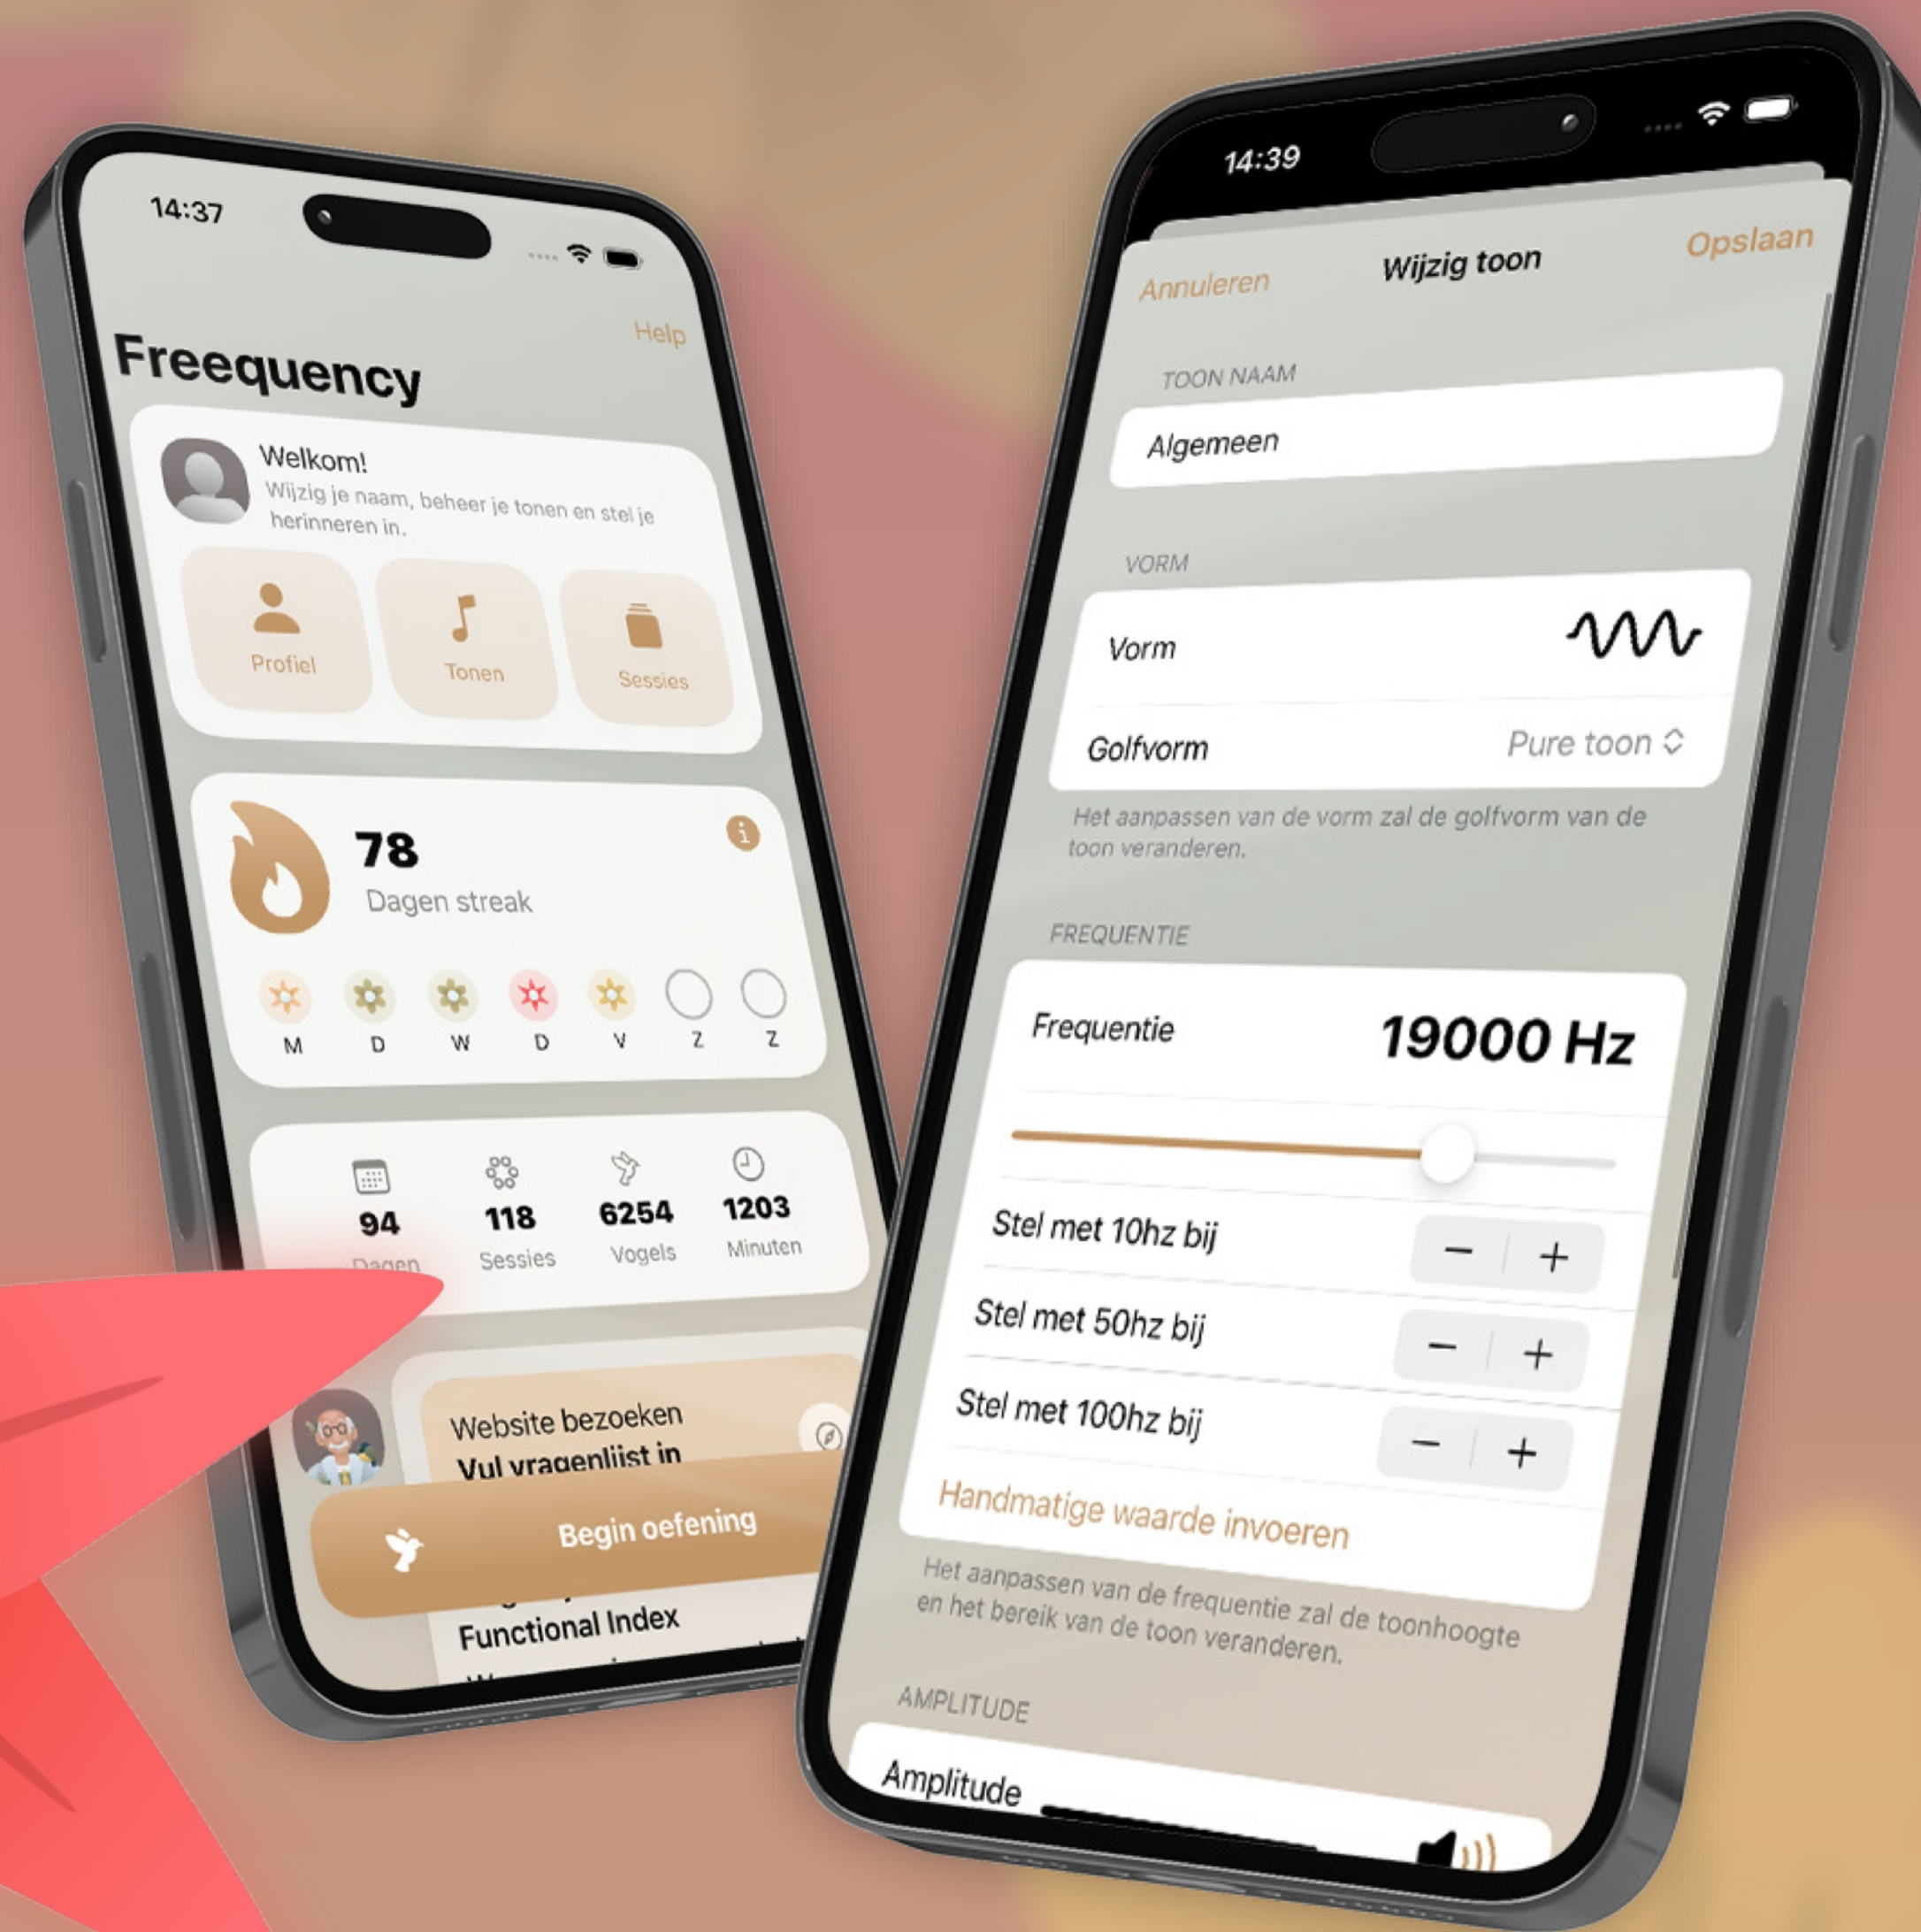 14:37
Help
Freequency
Welkom!
Wijzig je naam, beheer je tonen en stel je
herinneren in.
Profiel
Tonen
Sessies
78
Dagen streak
M D W D V Z Z
94 118 6254 1203
Dagen Sessies Vogels Minuten
Website bezoeken
Vul vragenlijst in
Begin oefening
Functional Index
14:39
Annuleren
Wijzig toon
Opslaan
TOON NAAM
Algemeen
VORM
Vorm
Golfvorm Pure toon
Het aanpassen van de vorm zal de golfvorm van de
toon veranderen.
FREQUENTIE
Frequentie 19000 Hz
Stel met 10hz bij − +
Stel met 50hz bij − +
Stel met 100hz bij − +
Handmatige waarde invoeren
Het aanpassen van de frequentie zal de toonhoogte
en het bereik van de toon veranderen.
AMPLITUDE
Amplitude